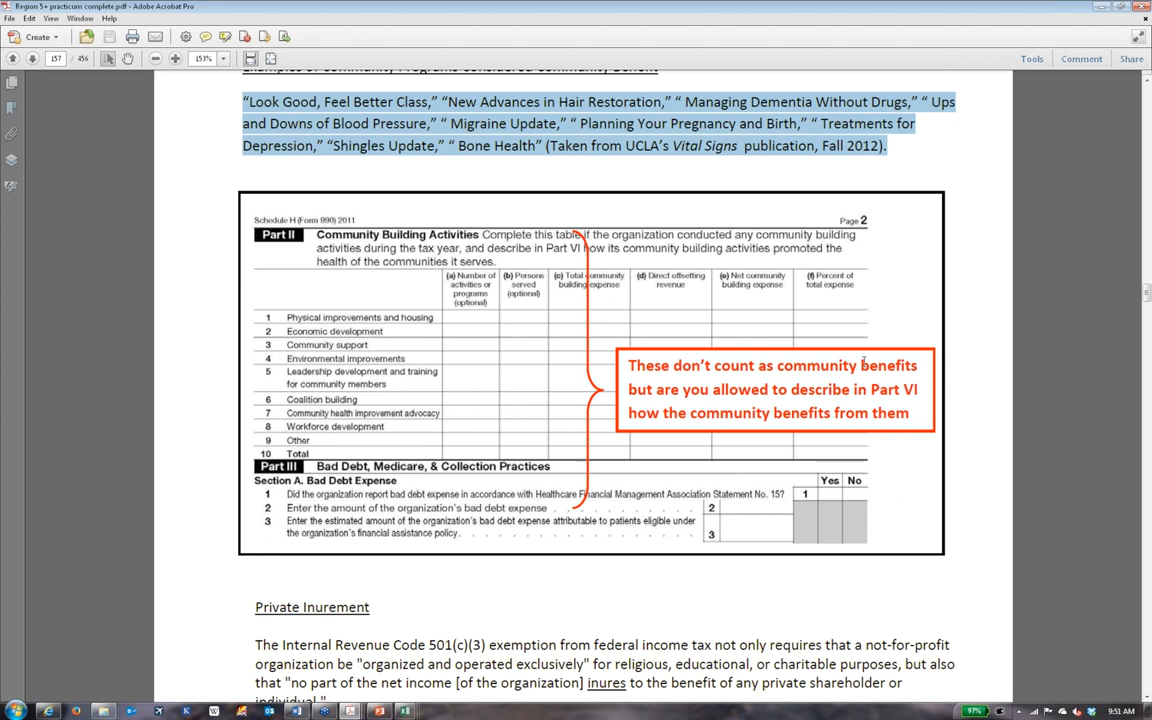 Region 5+ practicum complete.pdf - Adobe Acrobat Pro
File Edit View Window Help
Create
157 / 456
153%
Tools Comment Share
Examples of Community Programs Considered Community Benefit
“Look Good, Feel Better Class,” “New Advances in Hair Restoration,” “ Managing Dementia Without Drugs,” “ Ups
and Downs of Blood Pressure,” “ Migraine Update,” “ Planning Your Pregnancy and Birth,” “ Treatments for
Depression,” “Shingles Update,” “ Bone Health” (Taken from UCLA’s Vital Signs publication, Fall 2012).
Schedule H (Form 990) 2011 Page 2
Part II Community Building Activities Complete this table if the organization conducted any community building
activities during the tax year, and describe in Part VI how its community building activities promoted the
health of the communities it serves.
(a) Number of activities or programs (optional) (b) Persons served (optional) (c) Total community building expense (d) Direct offsetting revenue (e) Net community building expense (f) Percent of total expense
1 Physical improvements and housing
2 Economic development
3 Community support
4 Environmental improvements
5 Leadership development and training
for community members
6 Coalition building
7 Community health improvement advocacy
8 Workforce development
9 Other
10 Total
These don’t count as community benefits
but are you allowed to describe in Part VI
how the community benefits from them
Part III Bad Debt, Medicare, & Collection Practices
Section A. Bad Debt Expense Yes No
1 Did the organization report bad debt expense in accordance with Healthcare Financial Management Association Statement No. 15? 1
2 Enter the amount of the organization’s bad debt expense . . . . . . . . . . 2
3 Enter the estimated amount of the organization’s bad debt expense attributable to patients eligible under
the organization’s financial assistance policy. . . . . . . . . . . . . . . . . 3
Private Inurement
The Internal Revenue Code 501(c)(3) exemption from federal income tax not only requires that a not-for-profit
organization be "organized and operated exclusively" for religious, educational, or charitable purposes, but also
that "no part of the net income [of the organization] inures to the benefit of any private shareholder or
individual."
97% 9:51 AM